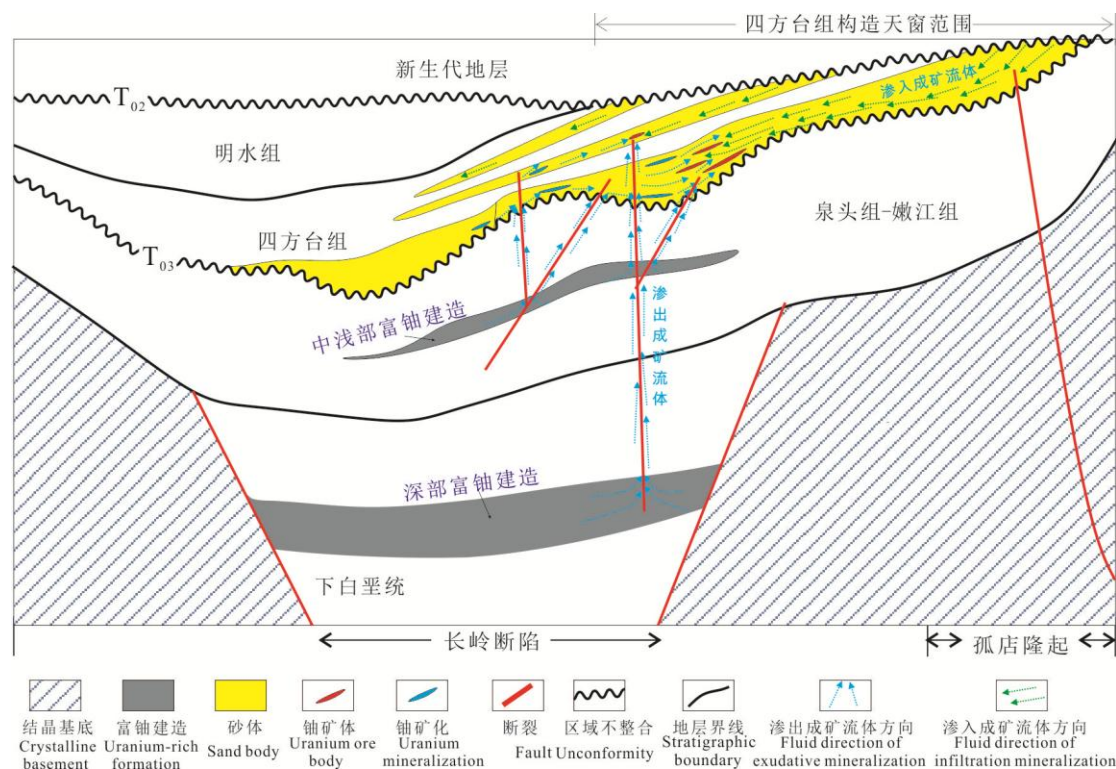 四方台组构造天窗范围
新生代地层
T02
渗入成矿流体
明水组
泉头组-嫩江组
四方台组
T03
渗出成矿流体
中浅部富铀建造
深部富铀建造
下白垩统
长岭断陷
孤店隆起
结晶基底
Crystalline
basement
富铀建造
Uranium-rich
formation
砂体
Sand body
铀矿体
Uranium ore
body
铀矿化
Uranium
mineralization
断裂
Fault
区域不整合
Unconformity
地层界线
Stratigraphic
boundary
渗出成矿流体方向
Fluid direction of
exudative mineralization
渗入成矿流体方向
Fluid direction of
infiltration mineralization